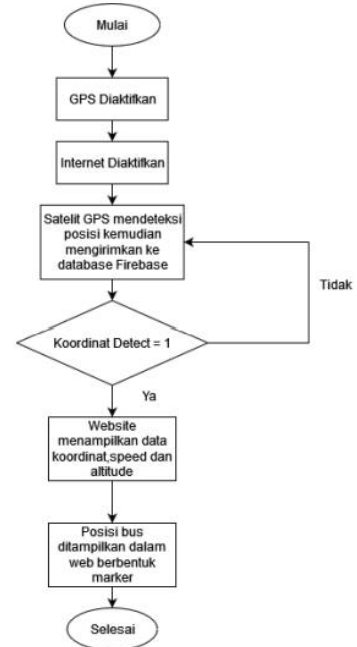 Mulai
GPS Diaktifkan
Internet Diaktifkan
Satelit GPS mendeteksi
posisi kemudian
mengirimkan ke
database Firebase
Tidak
Koordinat Detect = 1
Ya
Website
menampilkan data
koordinat,speed dan
altitude
Posisi bus
ditampilkan dalam
web berbentuk
marker
Selesai